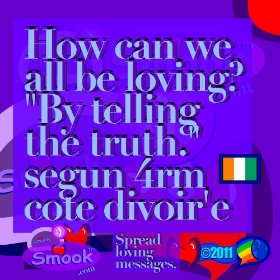 How can we
all be loving?
"By telling
the truth."
segun 4rm
cote divoir'e
Smook
.com
Spread
loving
messages.
©2011